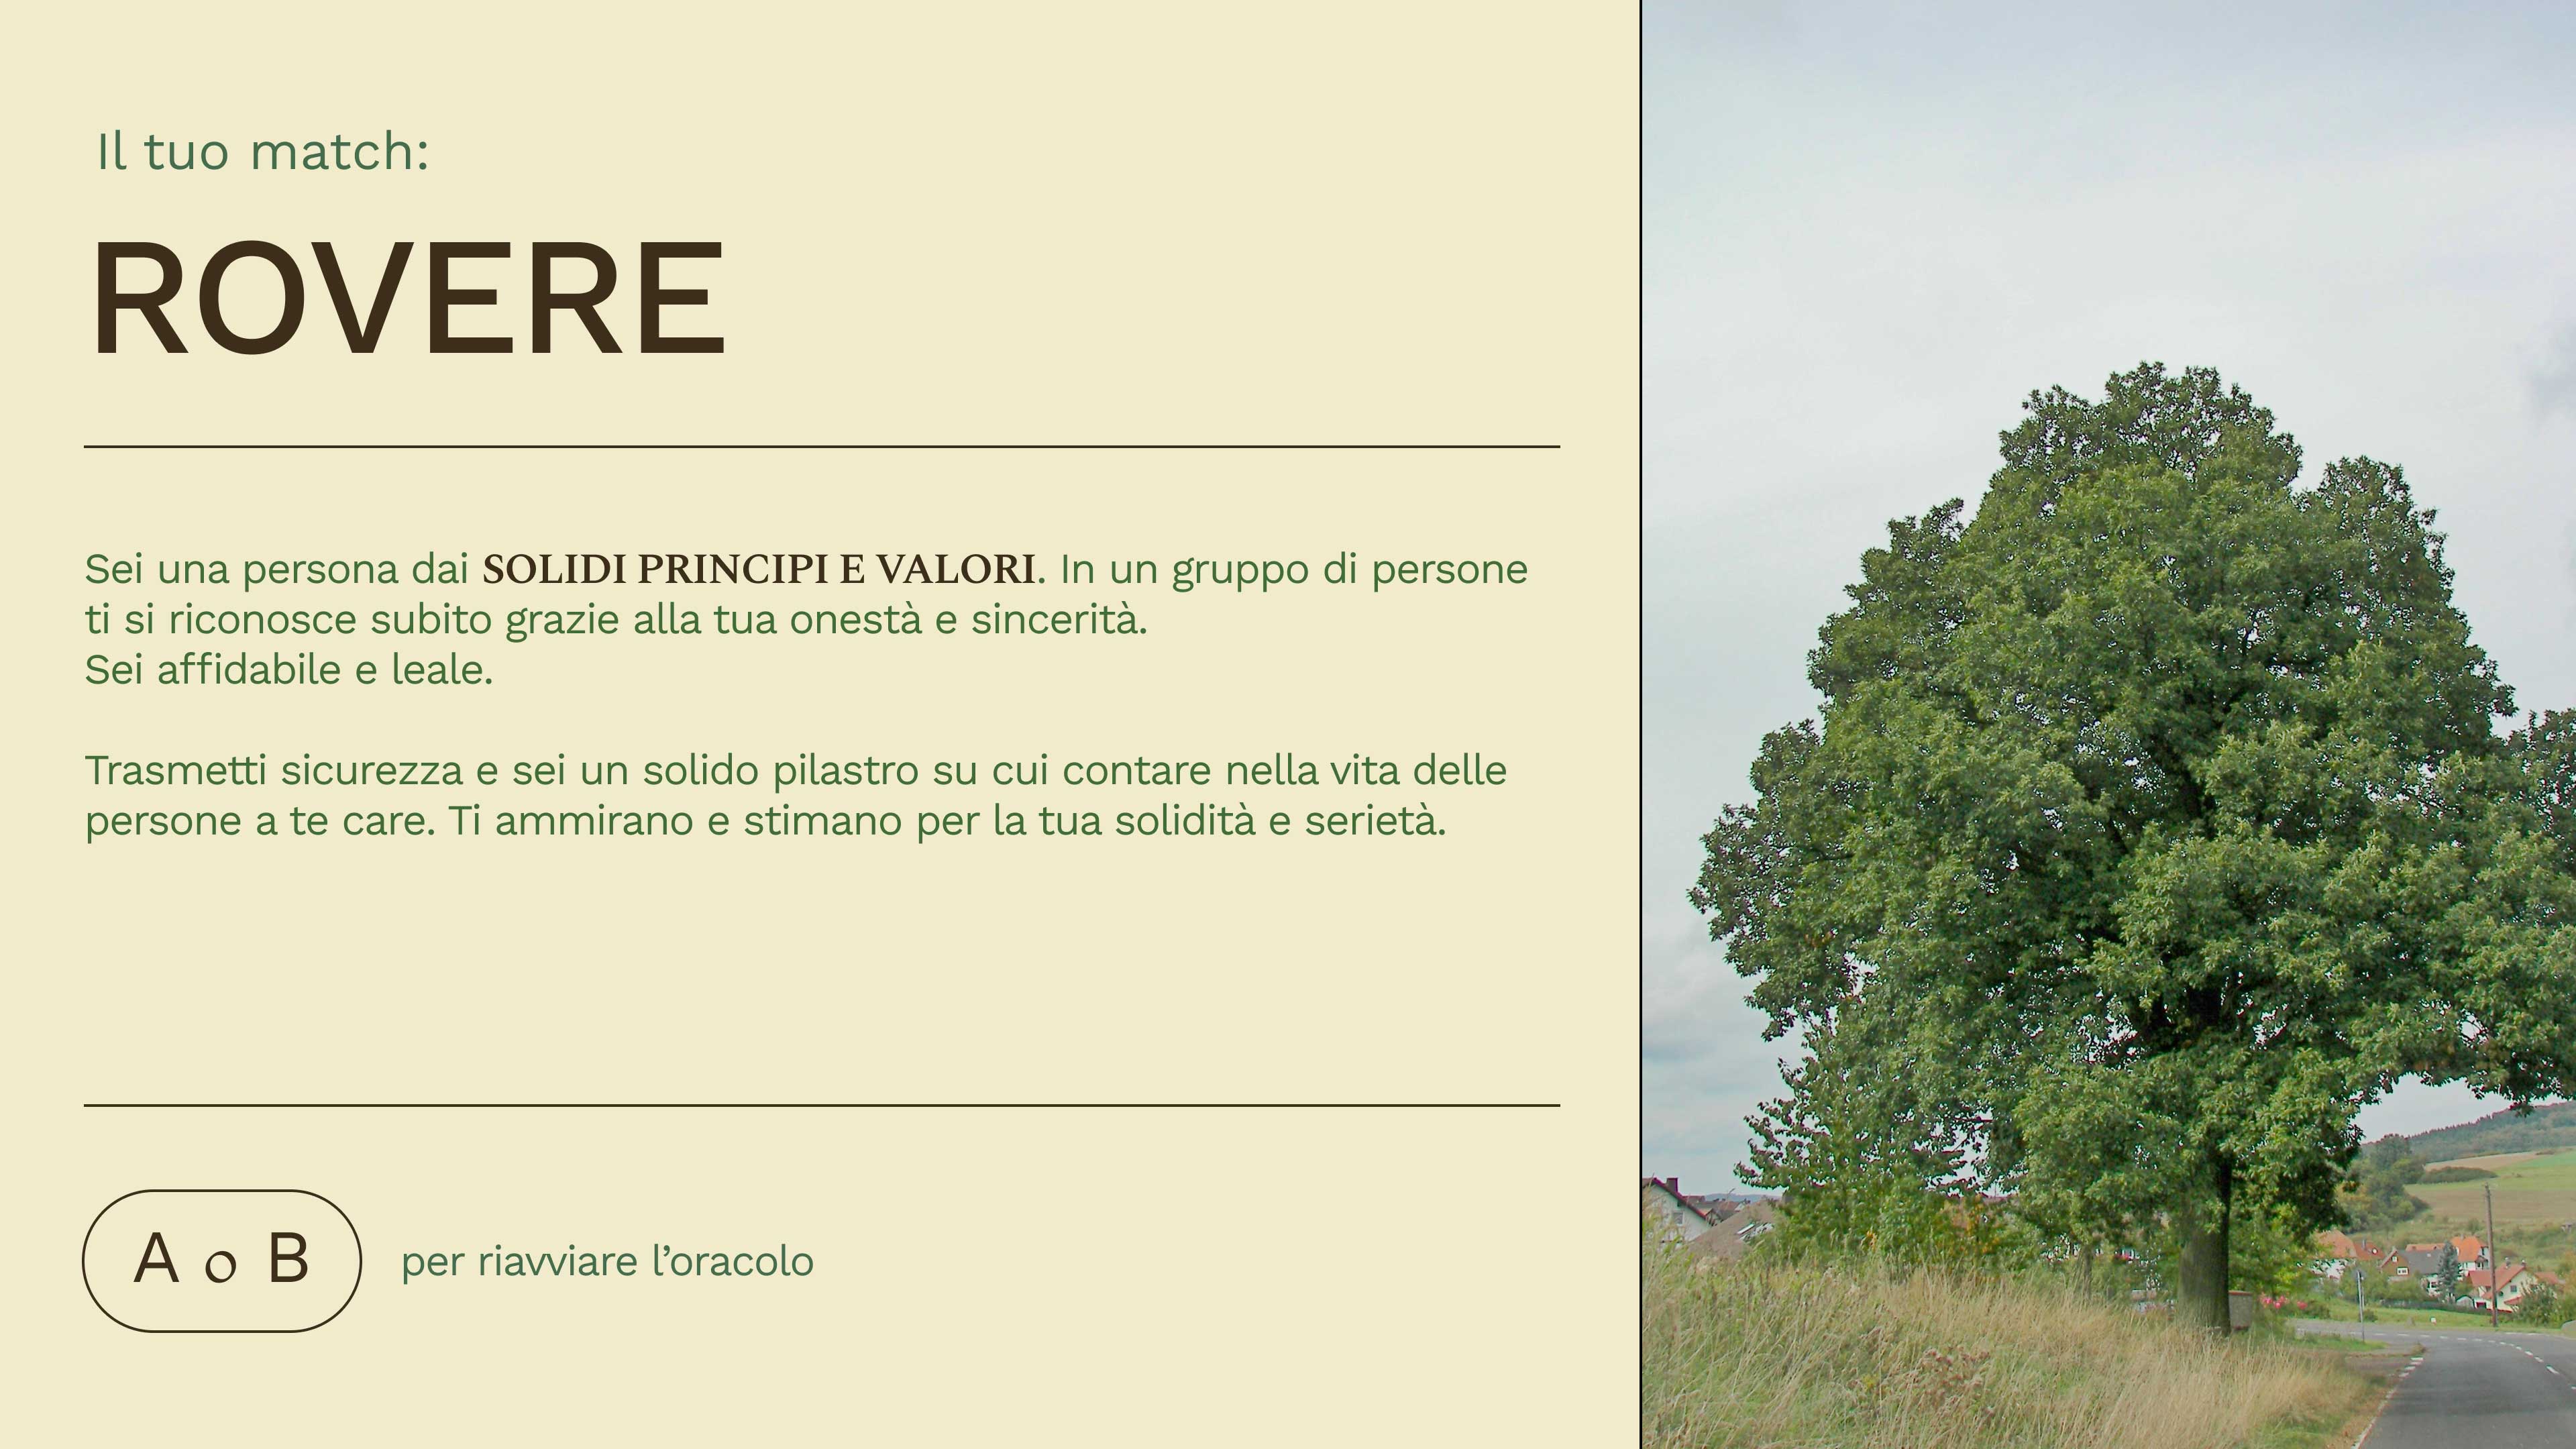 Il tuo match:
ROVERE
Sei una persona dai SOLIDI PRINCIPI E VALORI. In un gruppo di persone
ti si riconosce subito grazie alla tua onestà e sincerità.
Sei affidabile e leale.
Trasmetti sicurezza e sei un solido pilastro su cui contare nella vita delle
persone a te care. Ti ammirano e stimano per la tua solidità e serietà.
A o B
per riavviare l’oracolo